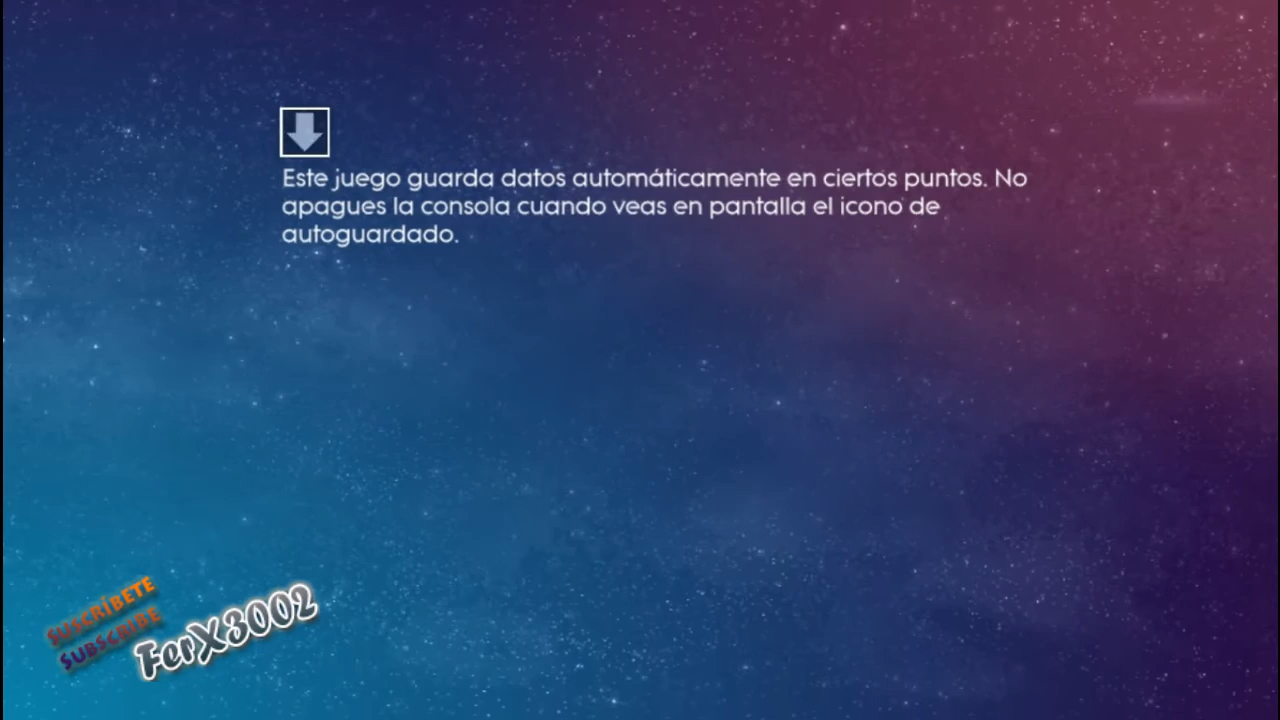 Este juego guarda datos automáticamente en ciertos puntos. No
apagues la consola cuando veas en pantalla el icono de
autoguardado.
SUSCRÍBETE
SUBSCRIBE
FerX3002